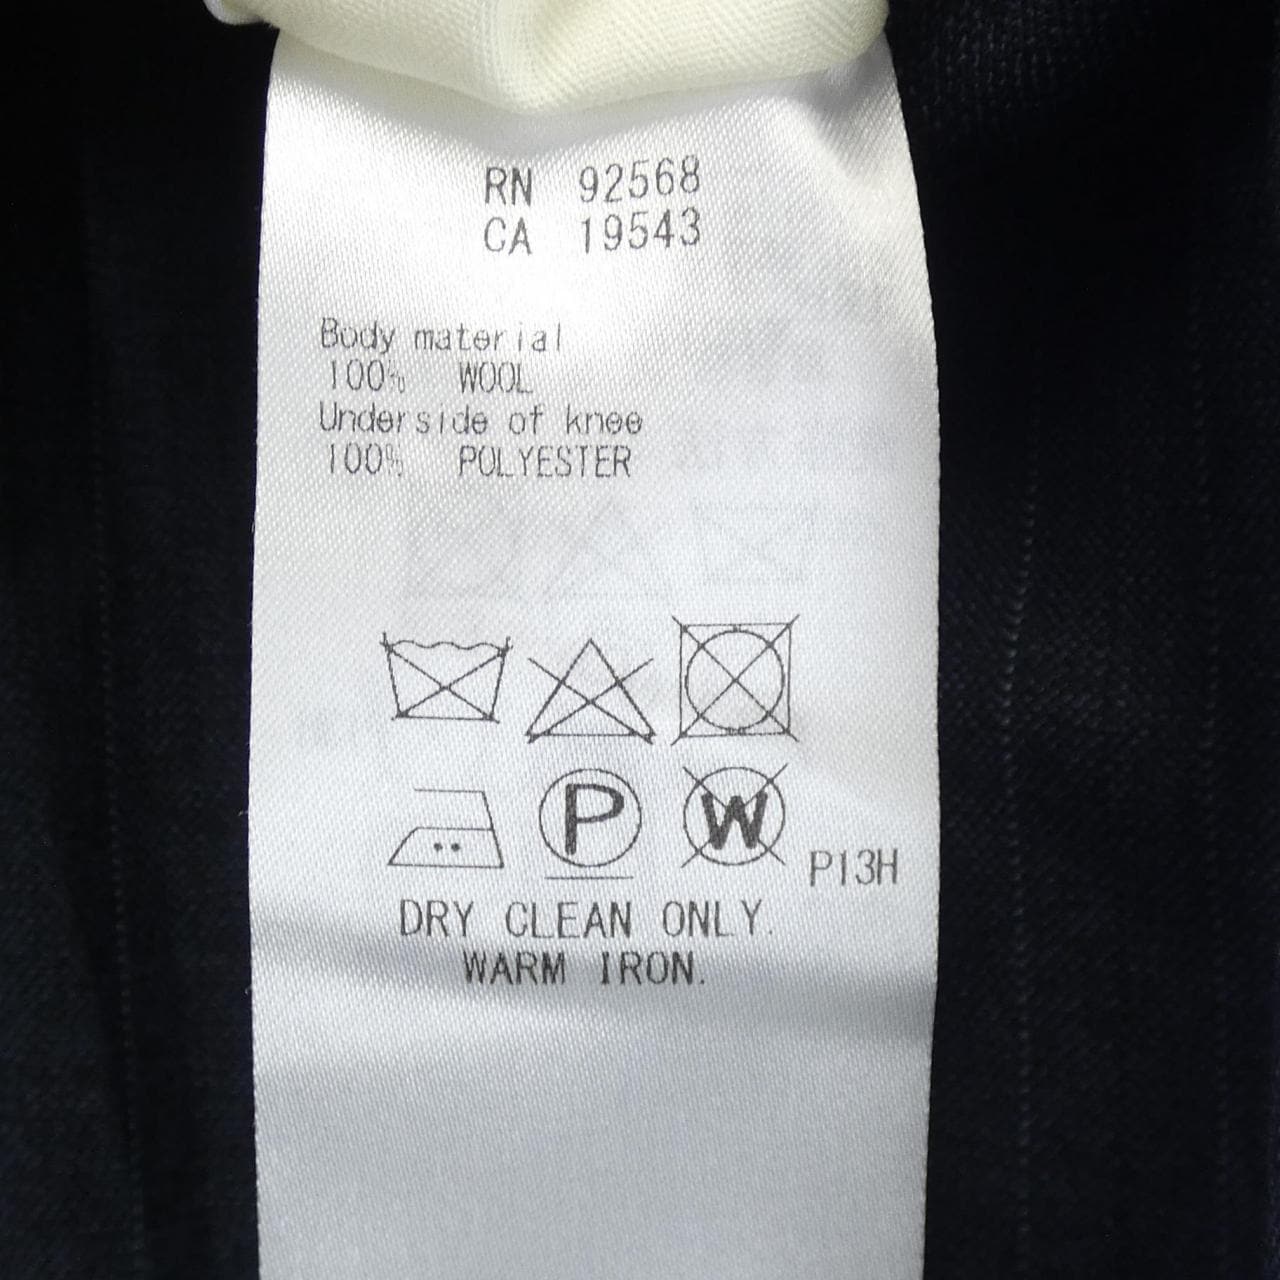 RN 92568
CA 19543
Body material
100% WOOL
Underside of knee
100% POLYESTER
P W P13H
DRY CLEAN ONLY.
WARM IRON.